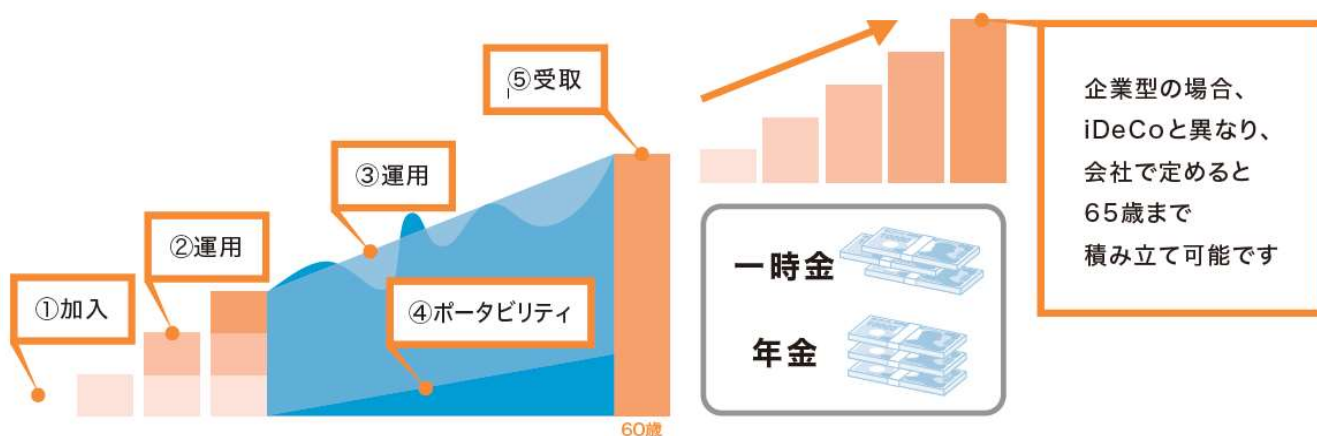 ①加入
②運用
③運用
④ポータビリティ
⑤受取
60歳
一時金
年金
企業型の場合、
iDeCoと異なり、
会社で定めると
65歳まで
積み立て可能です